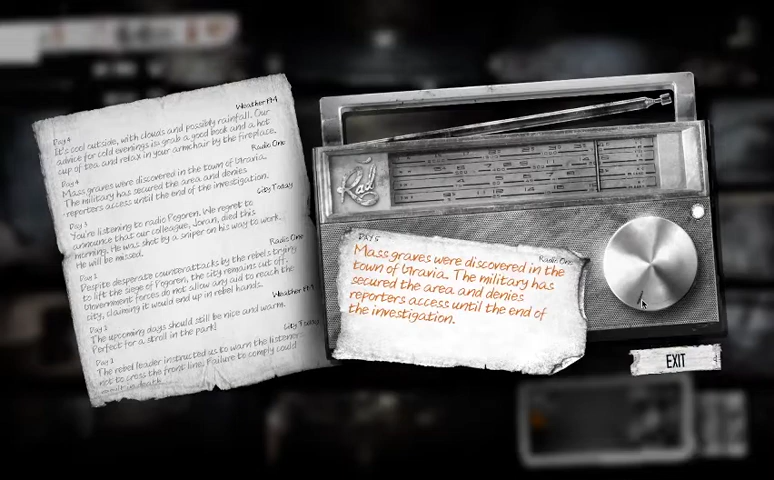 Weather FM
Day 4
It's cool outside, with clouds and possibly rainfall. Our
advice for cold evenings is: grab a good book and a hot
cup of tea and relax in your armchair by the fireplace.
Radio One
Day 4
Mass graves were discovered in the town of Uravia.
The military has secured the area and denies
reporters access until the end of the investigation.
City Today
Day 3
You're listening to radio Pogoren. We regret to
announce that our colleague, Jovan, died this
morning. He was shot by a sniper on his way to work.
He will be missed.
Radio One
Day 2
Despite desperate counterattacks by the rebels trying
to lift the siege of Pogoren, the city remains cut off.
Government forces do not allow any aid to reach the
city, claiming it would end up in rebel hands.
Weather FM
The upcoming days should still be nice and warm.
Perfect for a stroll in the park!
City Today
The rebel leader instructed us to warn the listeners
not to cross the front line. Failure to comply could
Rad
DAY 5
Radio One
Mass graves were discovered in the
town of Uravia. The military has
secured the area and denies
reporters access until the end of
the investigation.
EXIT